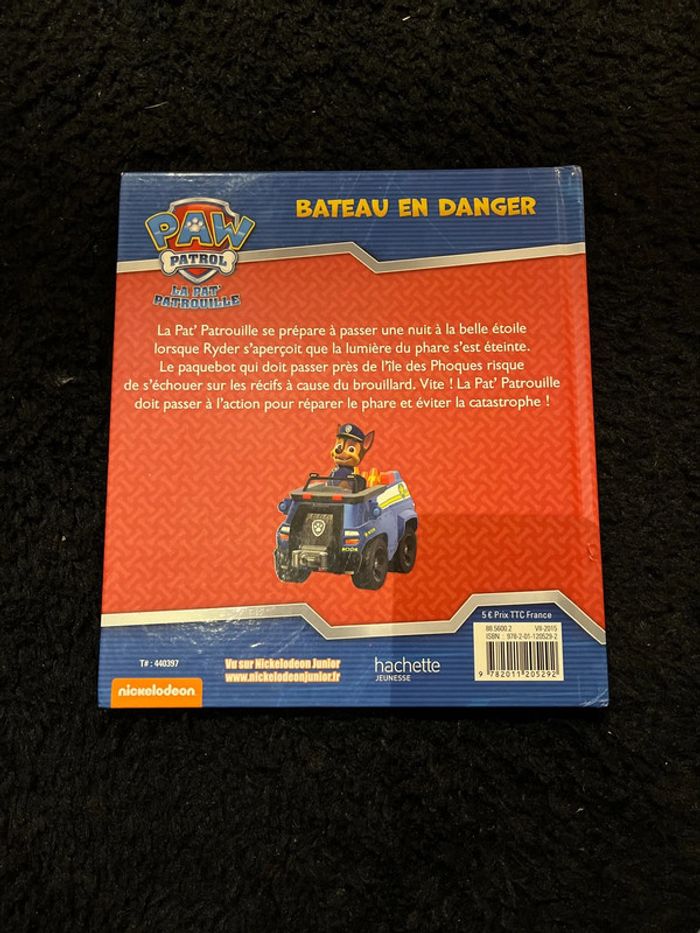 PAW
PATROL
LA PAT'
PATROUILLE
BATEAU EN DANGER
La Pat' Patrouille se prépare à passer une nuit à la belle étoile
lorsque Ryder s'aperçoit que la lumière du phare s'est éteinte.
Le paquebot qui doit passer près de l'île des Phoques risque
de s'échouer sur les récifs à cause du brouillard. Vite ! La Pat' Patrouille
doit passer à l'action pour réparer le phare et éviter la catastrophe !
5 € Prix TTC France
88.5600.2 VII-2015
ISBN : 978-2-01-120529-2
9 782011 205292
T# : 440397
Vu sur Nickelodeon Junior
www.nickelodeonjunior.fr
hachette
JEUNESSE
nickelodeon